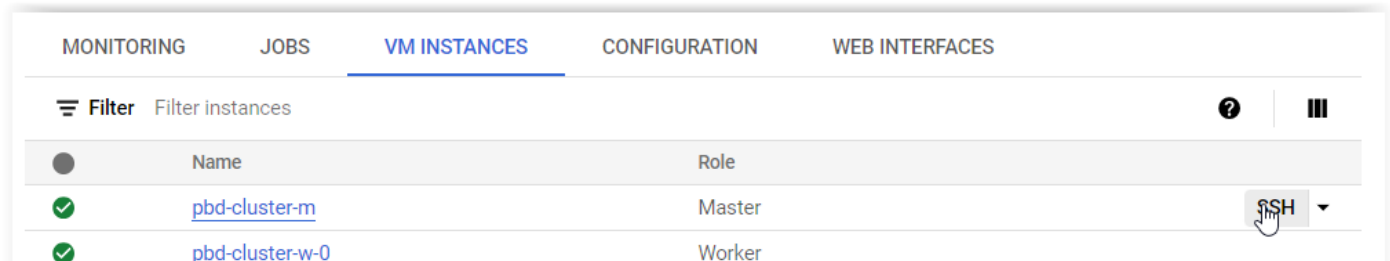 MONITORING JOBS VM INSTANCES CONFIGURATION WEB INTERFACES
Filter Filter instances
Name Role
pbd-cluster-m Master SSH
pbd-cluster-w-0 Worker